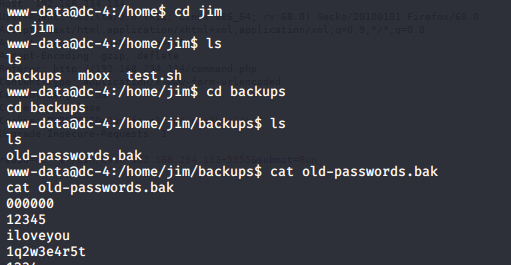 www-data@dc-4:/home$ cd jim
cd jim
www-data@dc-4:/home/jim$ ls
ls
backups  mbox  test.sh
www-data@dc-4:/home/jim$ cd backups
cd backups
www-data@dc-4:/home/jim/backups$ ls
ls
old-passwords.bak
www-data@dc-4:/home/jim/backups$ cat old-passwords.bak
cat old-passwords.bak
000000
12345
iloveyou
1q2w3e4r5t